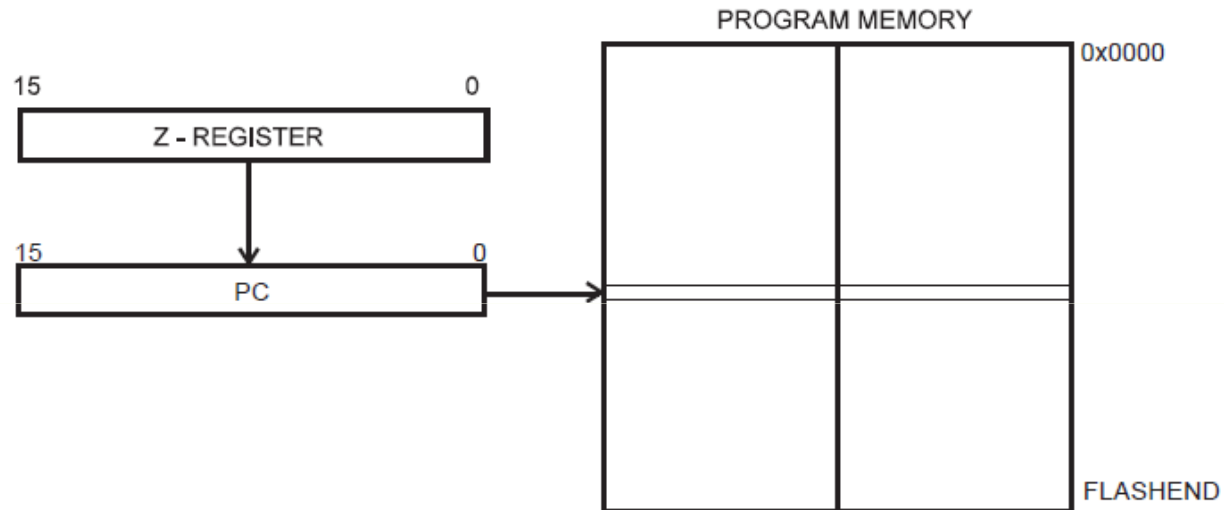 PROGRAM MEMORY
0x0000
15 0
Z - REGISTER
15 0
PC
FLASHEND